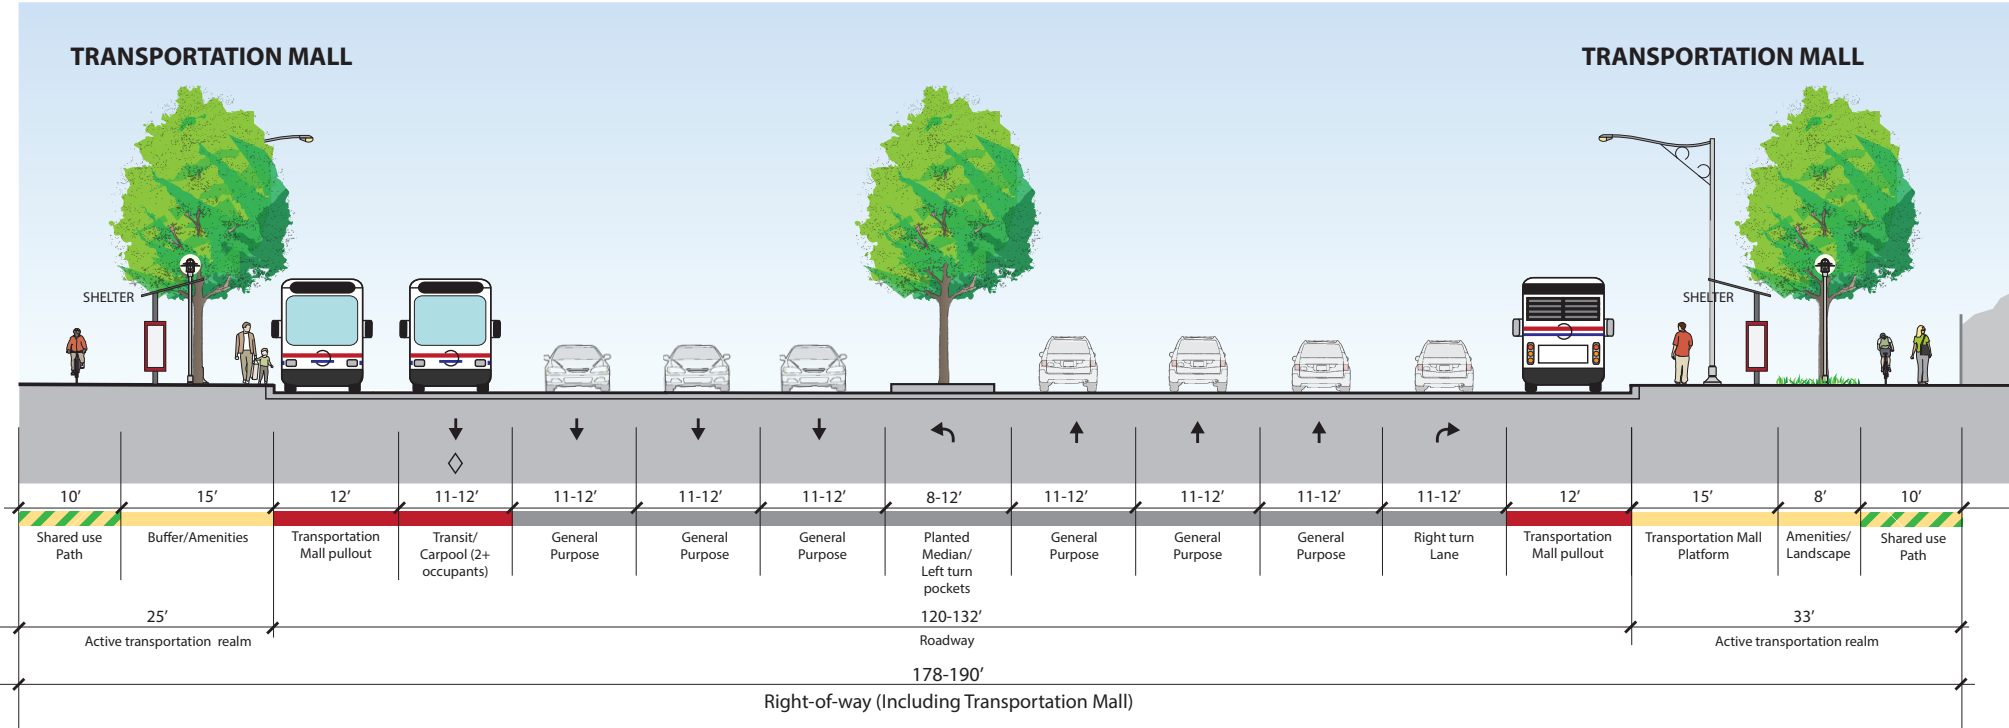 TRANSPORTATION MALL
TRANSPORTATION MALL
SHELTER
SHELTER
10’
15’
12’
11-12’
11-12’
11-12’
11-12’
8-12’
11-12’
11-12’
11-12’
11-12’
12’
15’
8’
10’
Shared use
Path
Buffer/Amenities
Transportation
Mall pullout
Transit/
Carpool (2+
occupants)
General
Purpose
General
Purpose
General
Purpose
Planted
Median/
Left turn
pockets
General
Purpose
General
Purpose
General
Purpose
Right turn
Lane
Transportation
Mall pullout
Transportation Mall
Platform
Amenities/
Landscape
Shared use
Path
25’
120-132’
33’
Active transportation realm
Roadway
Active transportation realm
178-190’
Right-of-way (Including Transportation Mall)